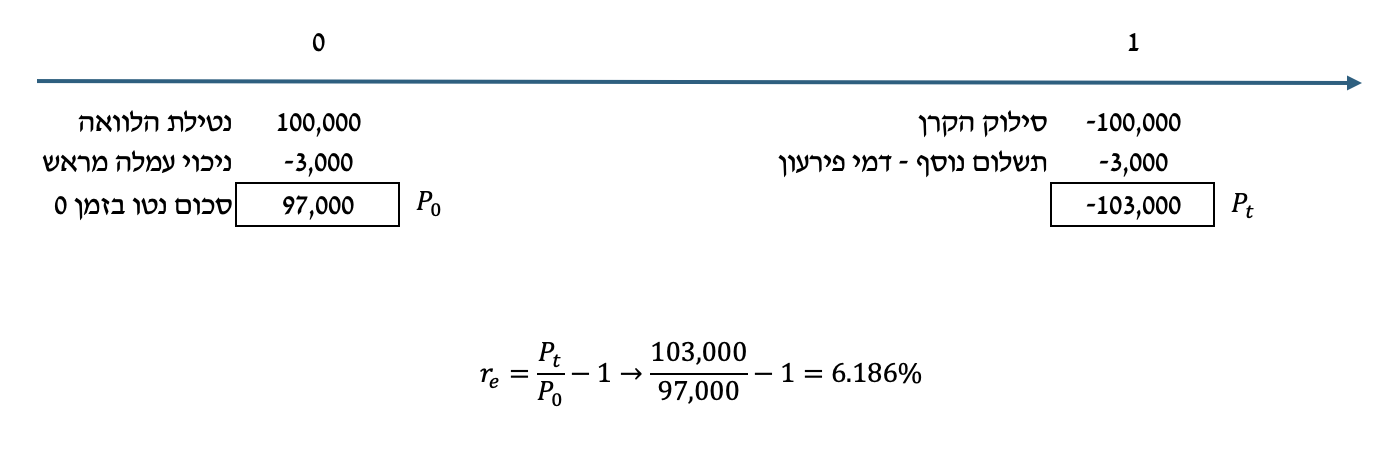 0 1
נטילת הלוואה 100,000
סילוק הקרן -100,000
ניכוי עמלה מראש -3,000
תשלום נוסף - דמי פירעון -3,000
סכום נטו בזמן 0 97,000 P₀
-103,000 Pₜ
rₑ = Pₜ/P₀ − 1 → 103,000/97,000 − 1 = 6.186%